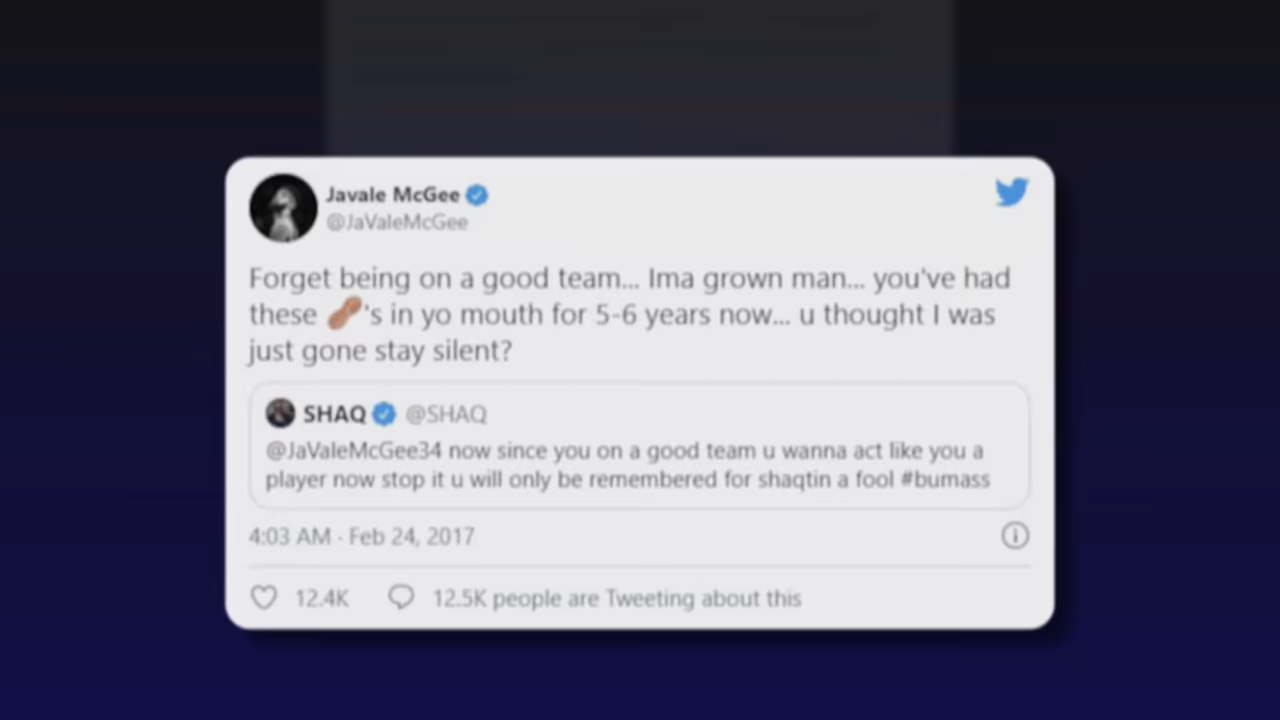 Javale McGee
@JaValeMcGee
Forget being on a good team... Ima grown man... you've had
these 🥜's in yo mouth for 5-6 years now... u thought I was
just gone stay silent?
SHAQ @SHAQ
@JaValeMcGee34 now since you on a good team u wanna act like you a
player now stop it u will only be remembered for shaqtin a fool #bumass
4:03 AM · Feb 24, 2017
12.4K 12.5K people are Tweeting about this